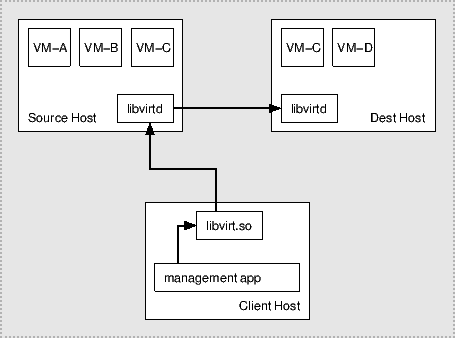 VM-A VM-B VM-C
VM-C VM-D
libvirtd
libvirtd
Source Host
Dest Host
libvirt.so
management app
Client Host